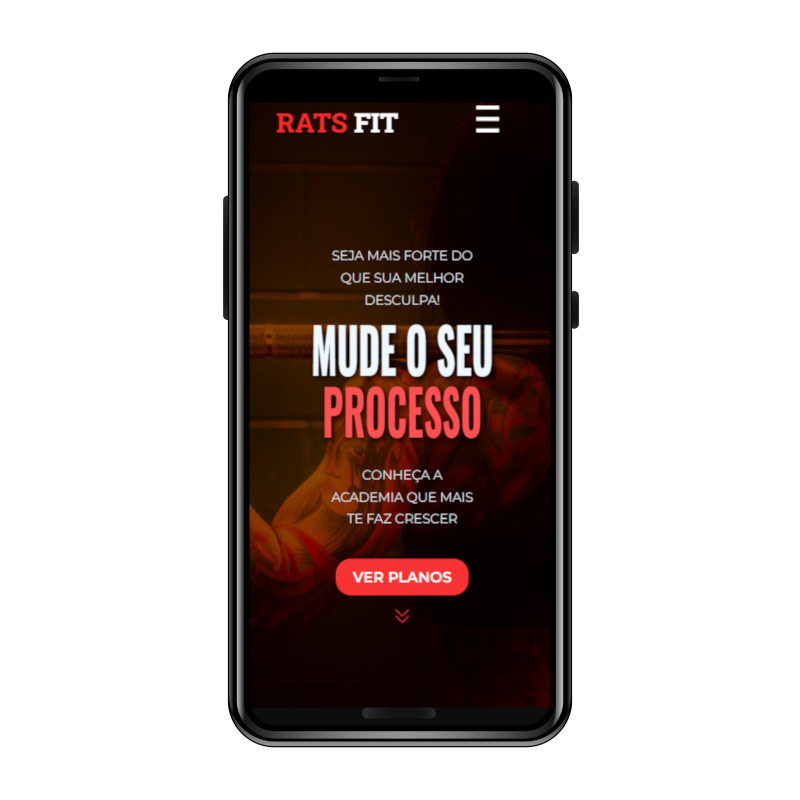 RATS FIT
SEJA MAIS FORTE DO
QUE SUA MELHOR
DESCULPA!
MUDE O SEU
PROCESSO
CONHEÇA A
ACADEMIA QUE MAIS
TE FAZ CRESCER
VER PLANOS